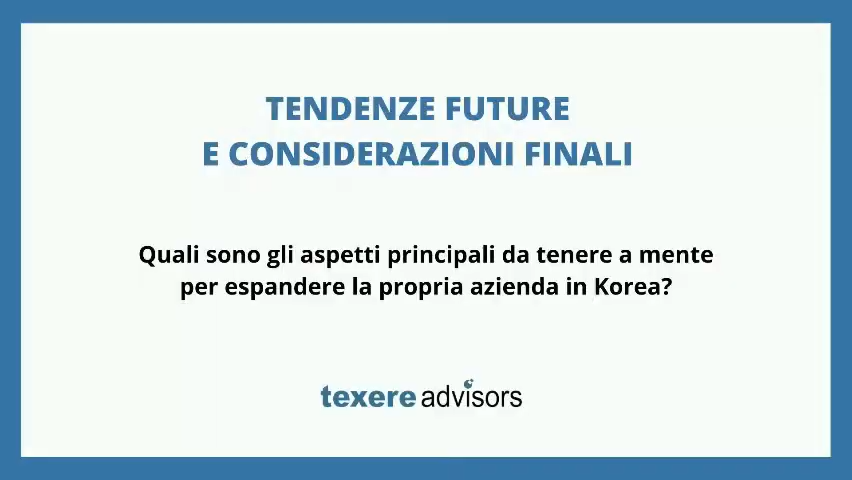 TENDENZE FUTURE
E CONSIDERAZIONI FINALI
Quali sono gli aspetti principali da tenere a mente
per espandere la propria azienda in Korea?
texere advisors